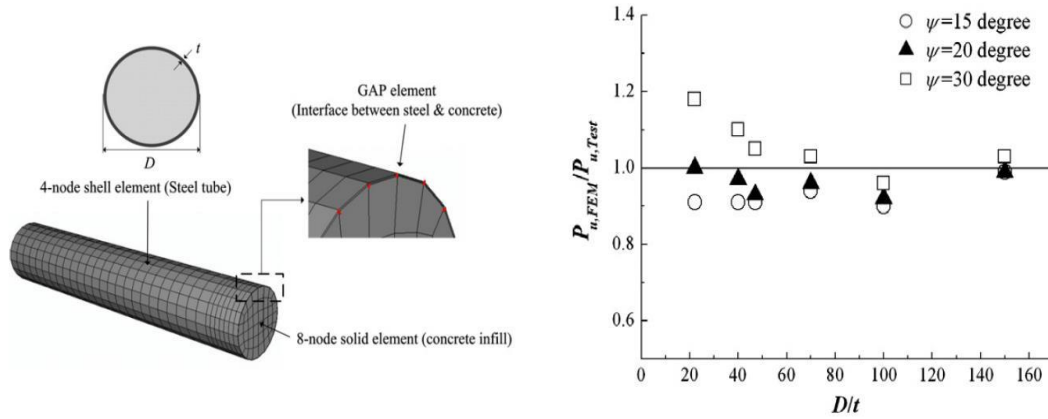 t
D
4-node shell element (Steel tube)
GAP element
(Interface between steel & concrete)
8-node solid element (concrete infill)
ψ=15 degree
ψ=20 degree
ψ=30 degree
1.4
1.2
1.0
0.8
0.6
P_{u,FEM}/P_{u,Test}
0 20 40 60 80 100 120 140 160
D/t